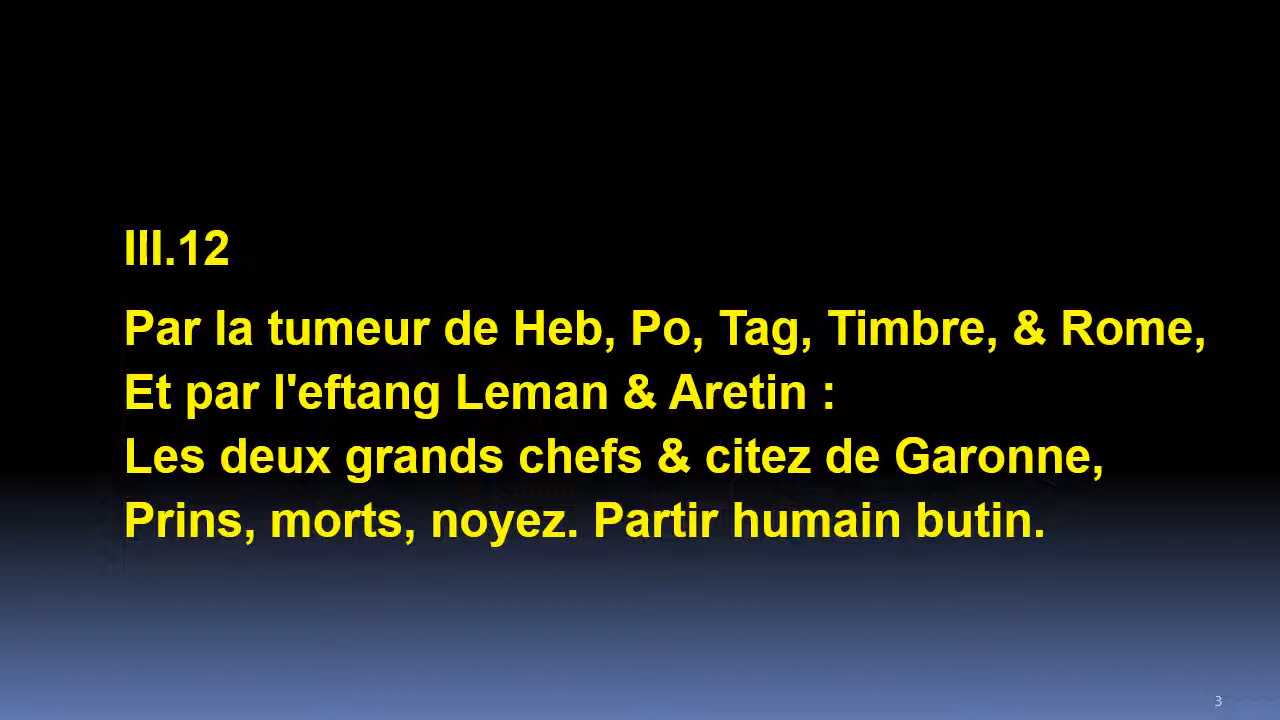 III.12
Par la tumeur de Heb, Po, Tag, Timbre, & Rome,
Et par l'eftang Leman & Aretin :
Les deux grands chefs & citez de Garonne,
Prins, morts, noyez. Partir humain butin.
3